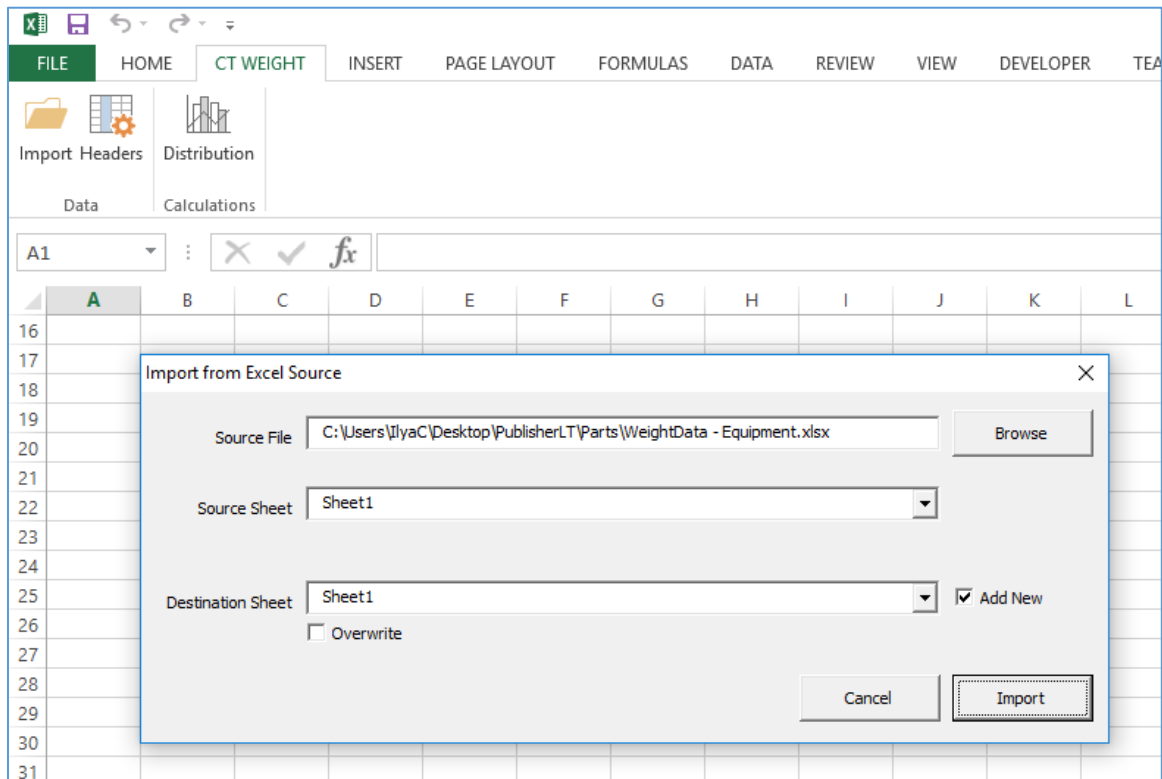 FILE HOME CT WEIGHT INSERT PAGE LAYOUT FORMULAS DATA REVIEW VIEW DEVELOPER TEA
Import Headers Distribution
Data Calculations
A1 fx
A B C D E F G H I J K L
16
17
Import from Excel Source
18
19
Source File C:\Users\IlyaC\Desktop\PublisherLT\Parts\WeightData - Equipment.xlsx Browse
20
21
22
Source Sheet Sheet1
23
24
25
Destination Sheet Sheet1 Add New
26
Overwrite
27
28
Cancel Import
29
30
31